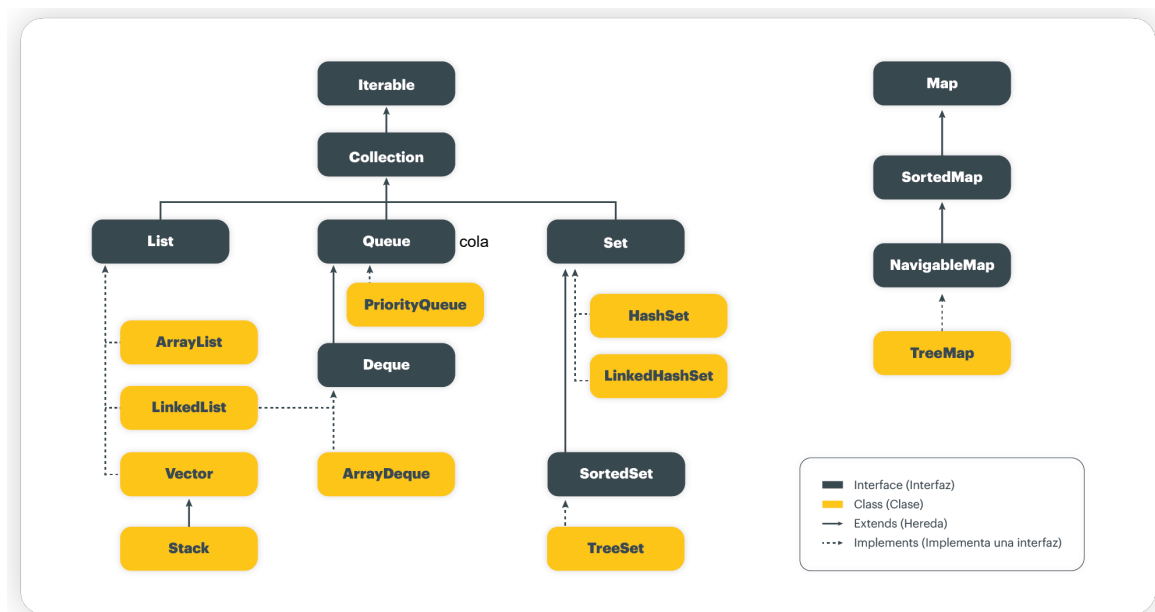 Iterable
Map
Collection
SortedMap
List
Queue
cola
Set
NavigableMap
PriorityQueue
HashSet
ArrayList
TreeMap
Deque
LinkedHashSet
LinkedList
Vector
ArrayDeque
SortedSet
Stack
TreeSet
Interface (Interfaz)
Class (Clase)
Extends (Hereda)
Implements (Implementa una interfaz)